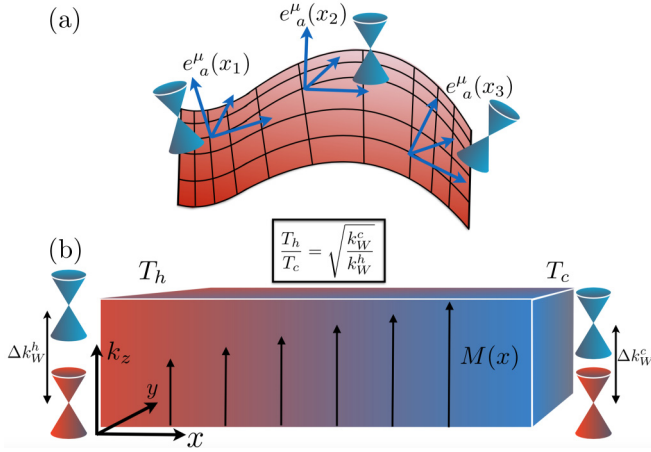 (a)
e^μ_a(x_1)
e^μ_a(x_2)
e^μ_a(x_3)
(b)
T_h/T_c = √(k_W^c/k_W^h)
T_h
T_c
Δk_W^h
k_z
y
x
M(x)
Δk_W^c